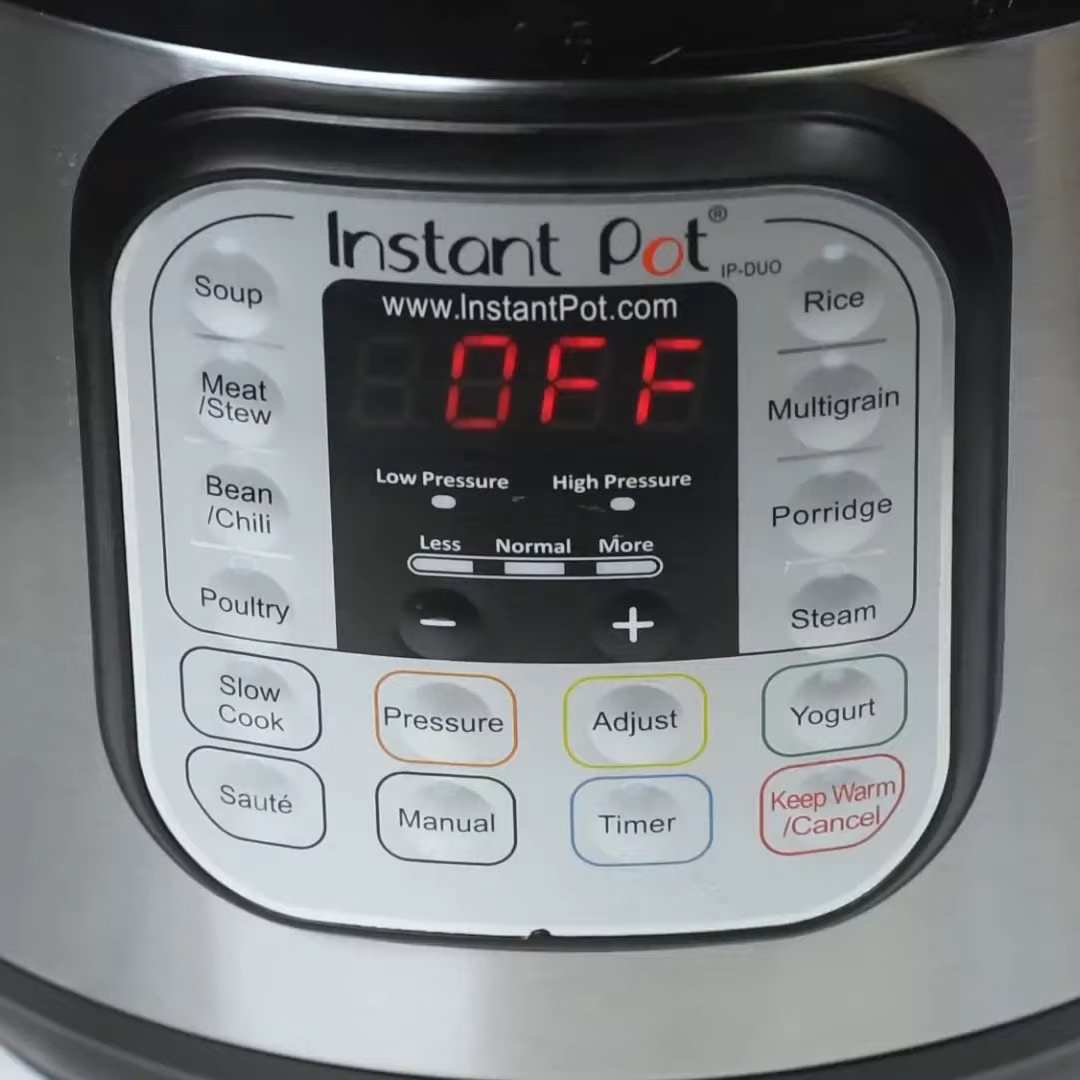 Instant Pot®
IP-DUO
www.InstantPot.com
OFF
Soup
Meat
/Stew
Bean
/Chili
Poultry
Low Pressure
High Pressure
Less
Normal
More
−
+
Rice
Multigrain
Porridge
Steam
Slow
Cook
Pressure
Adjust
Yogurt
Sauté
Manual
Timer
Keep Warm
/Cancel